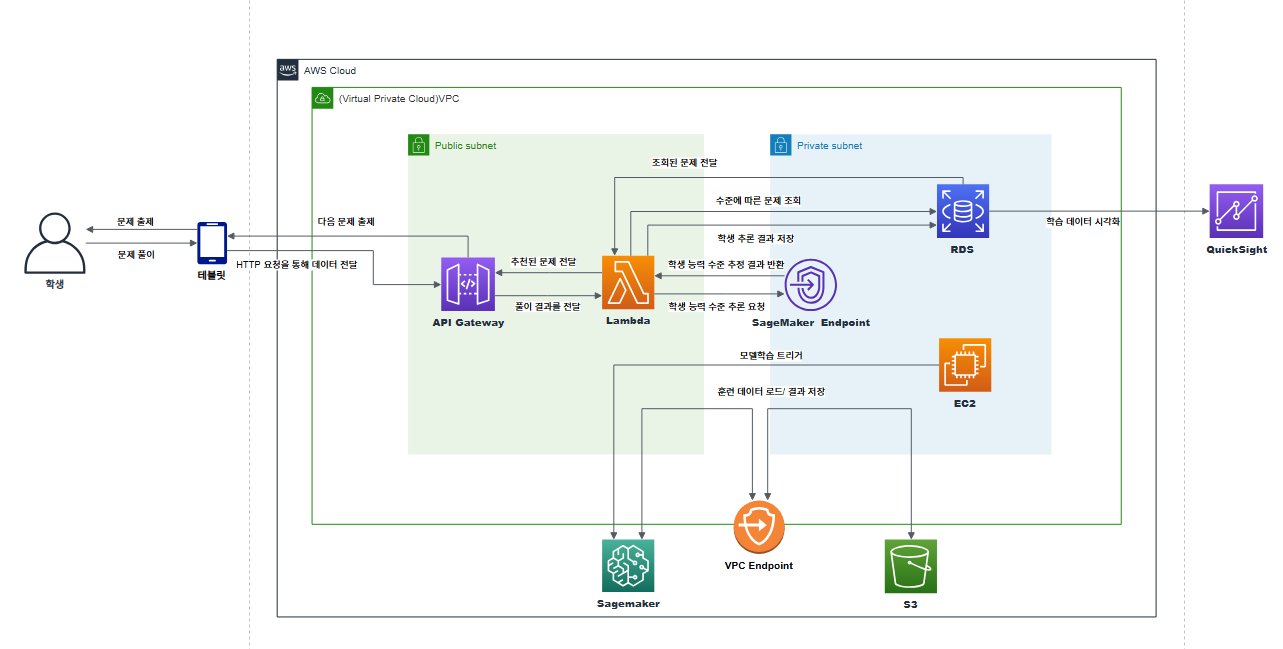 aws
AWS Cloud
(Virtual Private Cloud)VPC
Public subnet
Private subnet
조회된 문제 전달
수준에 따른 문제 조회
학생 추론 결과 저장
RDS
학습 데이터 시각화
QuickSight
문제 출제
문제 풀이
학생
테블릿
다음 문제 출제
HTTP 요청을 통해 데이터 전달
추천된 문제 전달
풀이 결과를 전달
API Gateway
Lambda
학생 능력 수준 추정 결과 반환
학생 능력 수준 추론 요청
SageMaker Endpoint
모델학습 트리거
EC2
훈련 데이터 로드/ 결과 저장
VPC Endpoint
Sagemaker
S3